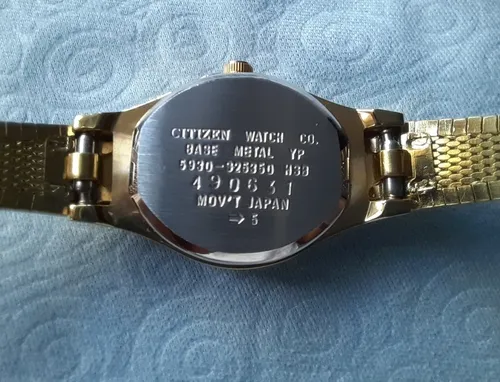 CITIZEN WATCH CO.
BASE METAL YP
5930-925350 HSB
490631
MOV'T JAPAN
⇒ 5